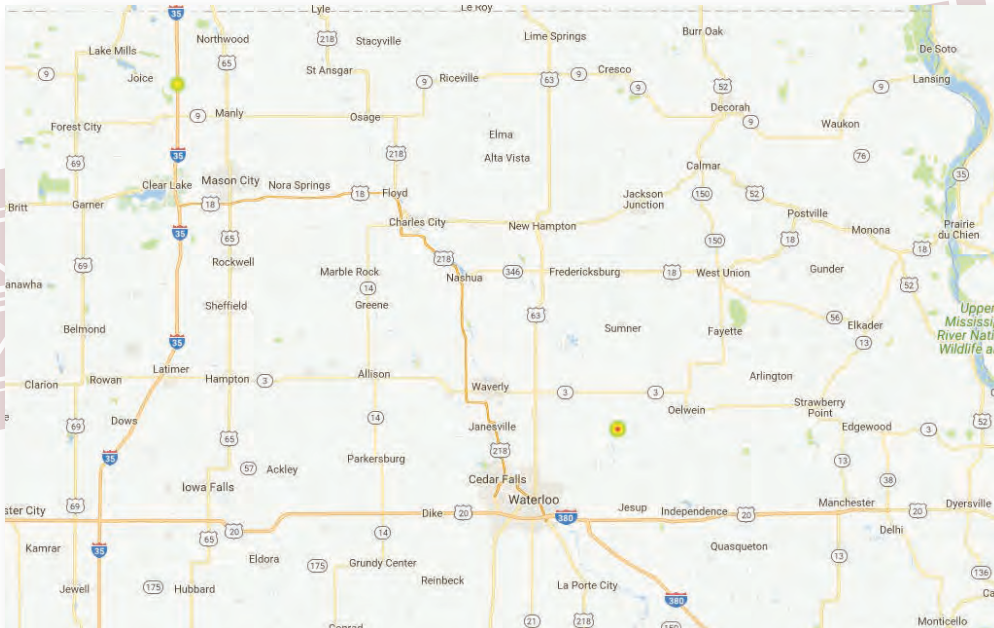 Lyle
Le Roy
35
Northwood
218
Stacyville
Lime Springs
Burr Oak
De Soto
Lake Mills
65
St Ansgar
Riceville
9
Cresco
Lansing
9
Joice
9
63
9
52
9
Forest City
9
Manly
Osage
Decorah
9
Waukon
Elma
69
35
218
Alta Vista
Calmar
76
35
Clear Lake
Mason City
Nora Springs
18
Floyd
Jackson
Junction
150
52
Britt
Garner
18
Postville
Charles City
New Hampton
Monona
Prairie
du Chien
35
65
150
18
18
69
Rockwell
Marble Rock
218
Nashua
346
Fredericksburg
18
West Union
Gunder
52
anawha
14
Greene
Sheffield
63
56
Elkader
Upper
Mississi
River Nati
Wildlife a
Belmond
35
Sumner
Fayette
13
Latimer
Allison
Arlington
Clarion
Rowan
Hampton
3
Waverly
3
3
Oelwein
Strawberry
Point
52
Dows
69
14
Janesville
Edgewood
3
65
218
35
57
Ackley
Parkersburg
13
38
Iowa Falls
Cedar Falls
69
Waterloo
Manchester
Dyersville
ster City
Dike
20
380
Jesup
Independence
20
20
20
65
14
Delhi
Kamrar
35
Eldora
175
Grundy Center
Quasqueton
13
136
Reinbeck
La Porte City
Jewell
175
Hubbard
380
Ca
21
218
150
Conrad
Monticello